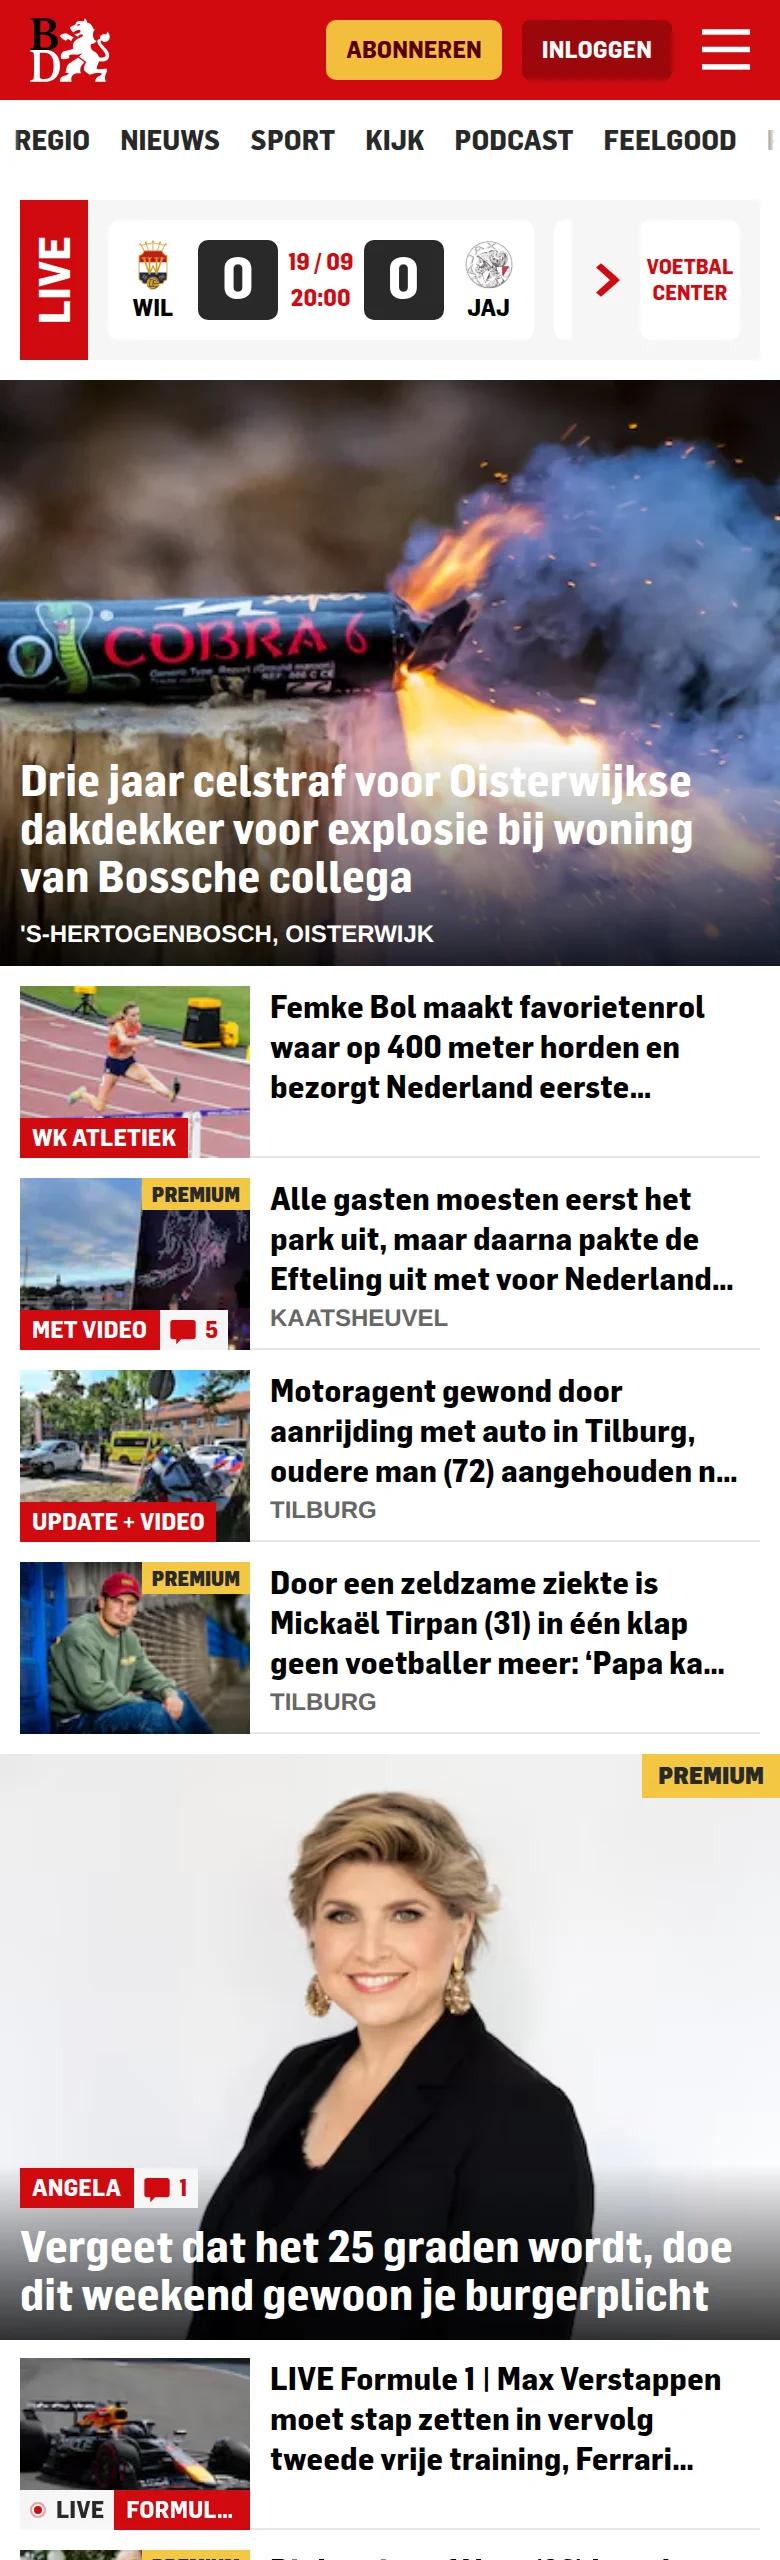 BD
ABONNEREN
INLOGGEN
REGIO NIEUWS SPORT KIJK PODCAST FEELGOOD
LIVE
WIL
0
19 / 09
20:00
0
JAJ
VOETBAL
CENTER
super
COBRA 6
Drie jaar celstraf voor Oisterwijkse
dakdekker voor explosie bij woning
van Bossche collega
'S-HERTOGENBOSCH, OISTERWIJK
WK ATLETIEK
Femke Bol maakt favorietenrol
waar op 400 meter horden en
bezorgt Nederland eerste...
PREMIUM
MET VIDEO
5
Alle gasten moesten eerst het
park uit, maar daarna pakte de
Efteling uit met voor Nederland...
KAATSHEUVEL
UPDATE + VIDEO
Motoragent gewond door
aanrijding met auto in Tilburg,
oudere man (72) aangehouden n...
TILBURG
PREMIUM
Door een zeldzame ziekte is
Mickaël Tirpan (31) in één klap
geen voetballer meer: ‘Papa ka...
TILBURG
PREMIUM
ANGELA
1
Vergeet dat het 25 graden wordt, doe
dit weekend gewoon je burgerplicht
LIVE
FORMUL...
LIVE Formule 1 | Max Verstappen
moet stap zetten in vervolg
tweede vrije training, Ferrari...